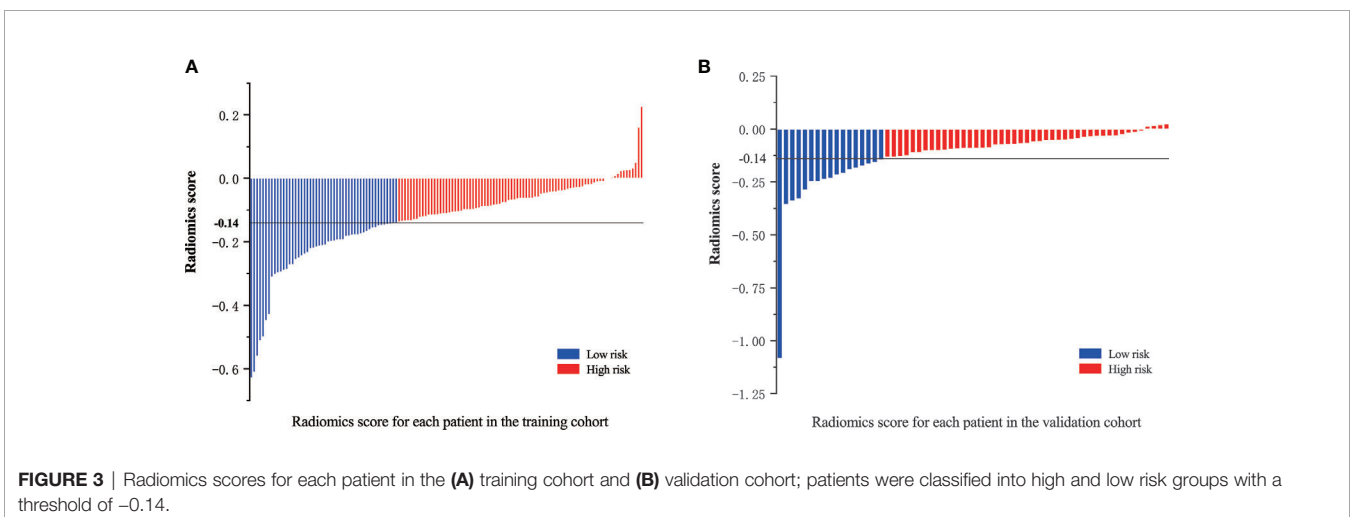 A
B
0.2
0.0
-0.14
−0.2
−0.4
−0.6
Radiomics score
Low risk
High risk
Radiomics score for each patient in the training cohort
0.25
0.00
-0.14
−0.25
−0.50
−0.75
−1.00
−1.25
Radiomics score
Low risk
High risk
Radiomics score for each patient in the validation cohort
FIGURE 3 | Radiomics scores for each patient in the (A) training cohort and (B) validation cohort; patients were classified into high and low risk groups with a
threshold of −0.14.